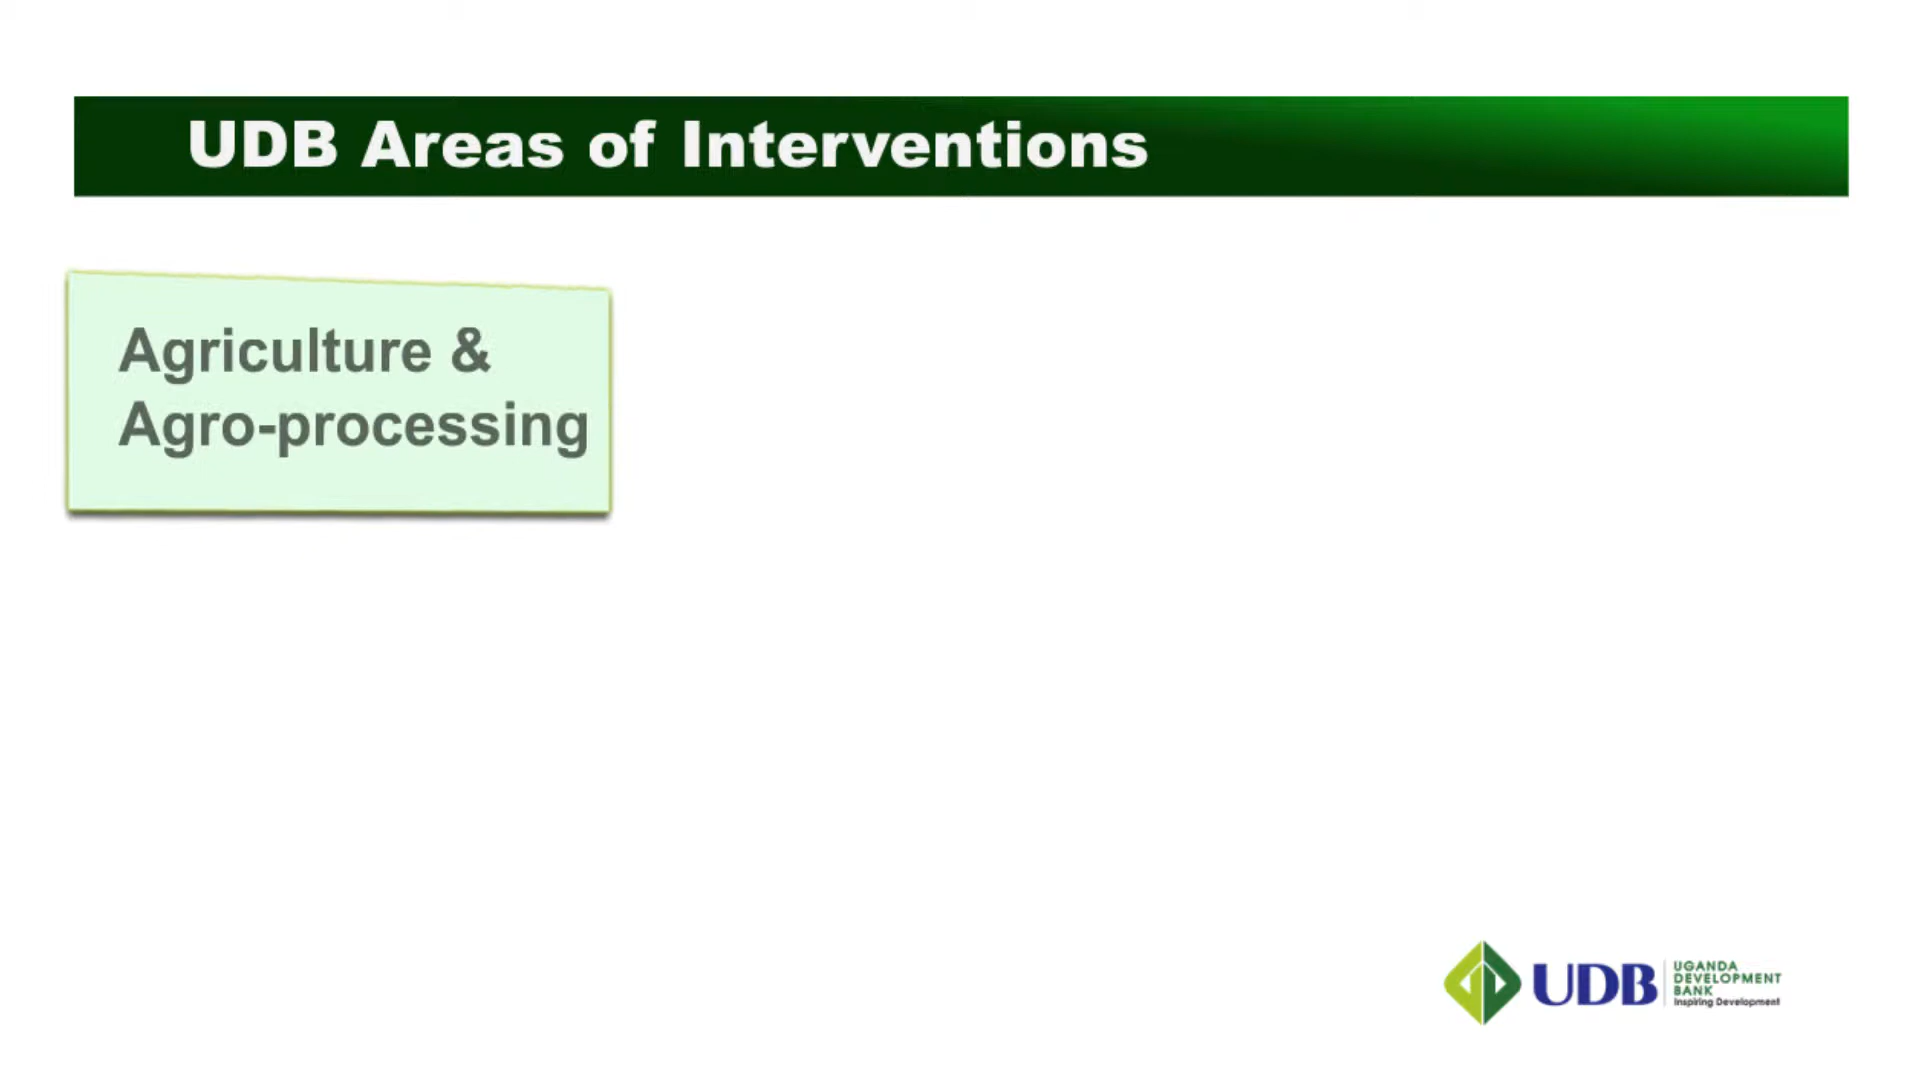 UDB Areas of Interventions
Agriculture &
Agro-processing
UDB
UGANDA
DEVELOPMENT
BANK
Inspiring Development